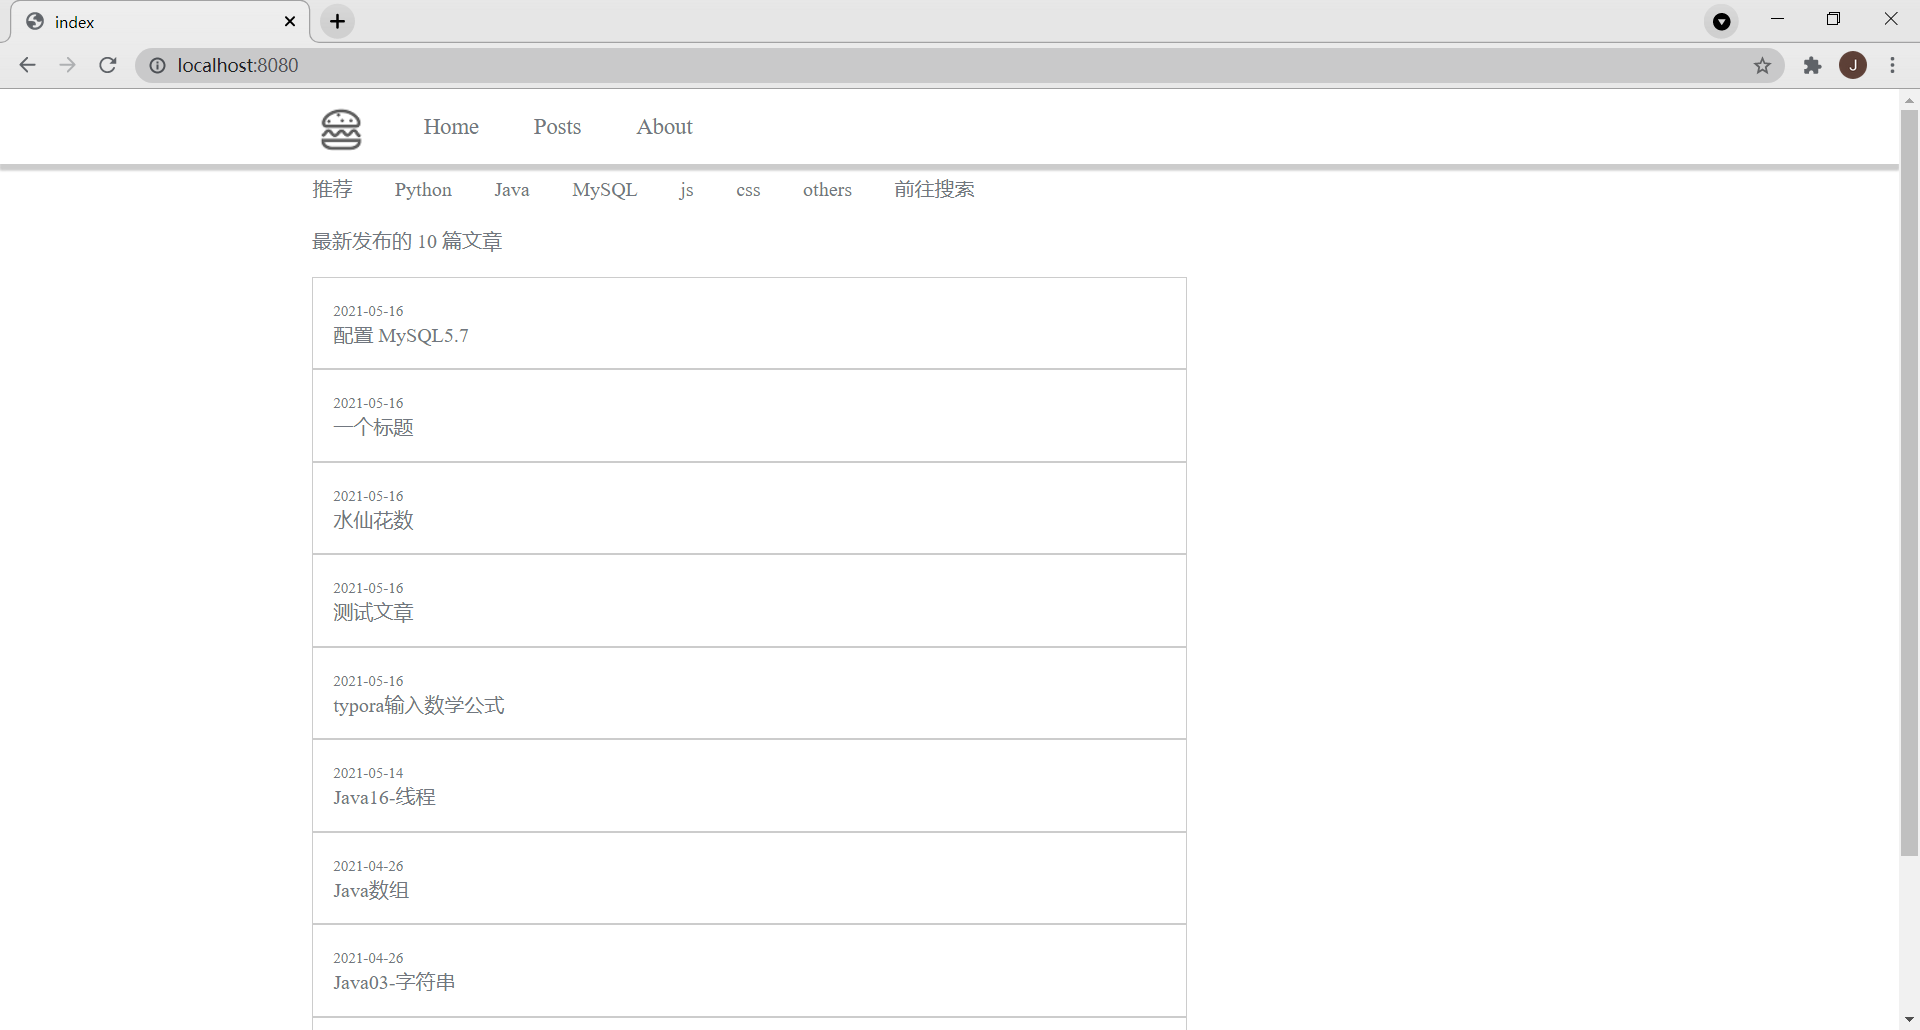 index
localhost:8080
J
Home Posts About
推荐 Python Java MySQL js css others 前往搜索
最新发布的 10 篇文章
2021-05-16
配置 MySQL5.7
2021-05-16
一个标题
2021-05-16
水仙花数
2021-05-16
测试文章
2021-05-16
typora输入数学公式
2021-05-14
Java16-线程
2021-04-26
Java数组
2021-04-26
Java03-字符串